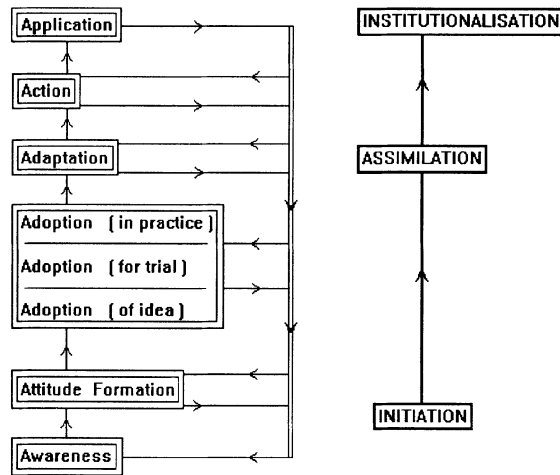 Application
Action
Adaptation
Adoption ( in practice )
Adoption ( for trial )
Adoption ( of idea )
Attitude Formation
Awareness
INSTITUTIONALISATION
ASSIMILATION
INITIATION